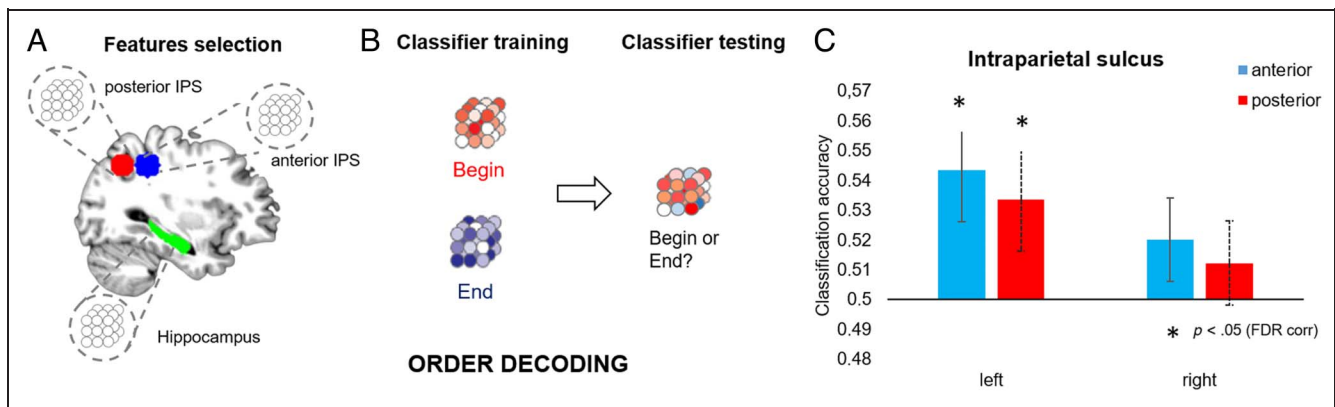 A
Features selection
posterior IPS
anterior IPS
Hippocampus
B
Classifier training
Classifier testing
Begin
End
Begin or
End?
ORDER DECODING
C
Intraparietal sulcus
anterior
posterior
Classification accuracy
0,57
0.56
0.55
0.54
0.53
0.52
0.51
0.5
0.49
0.48
*
*
* p < .05 (FDR corr)
left
right